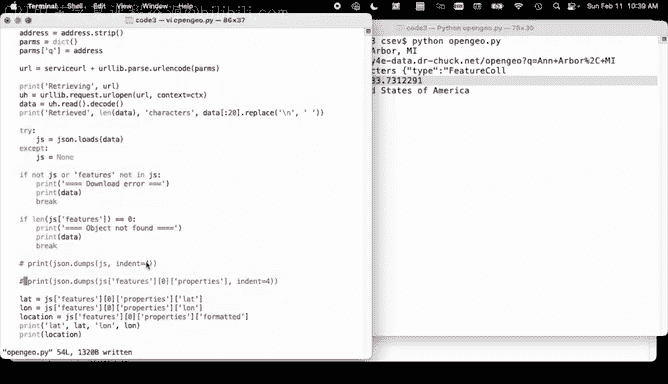 Terminal Shell Edit View Window Help
Sun Feb 11 10:39 AM
code3 — vi opengeo.py — 86×37
address = address.strip()
parms = dict()
parms['q'] = address
url = serviceurl + urllib.parse.urlencode(parms)
print('Retrieving', url)
uh = urllib.request.urlopen(url, context=ctx)
data = uh.read().decode()
print('Retrieved', len(data), 'characters', data[:20].replace('\n', ' '))
try:
js = json.loads(data)
except:
js = None
if not js or 'features' not in js:
print('==== Download error ===')
print(data)
break
if len(js['features']) == 0:
print('==== Object not found ====')
print(data)
break
# print(json.dumps(js, indent=4))
# print(json.dumps(js['features'][0]['properties'], indent=4))
lat = js['features'][0]['properties']['lat']
lon = js['features'][0]['properties']['lon']
location = js['features'][0]['properties']['formatted']
print('lat', lat, 'lon', lon)
print(location)
"opengeo.py" 54L, 1320B written
code3 — Python opengeo.py — 78×30
3 csev$ python opengeo.py
Arbor, MI
y4e-data.dr-chuck.net/opengeo?q=Ann+Arbor%2C+MI
cters {"type":"FeatureColl
83.7312291
d States of America